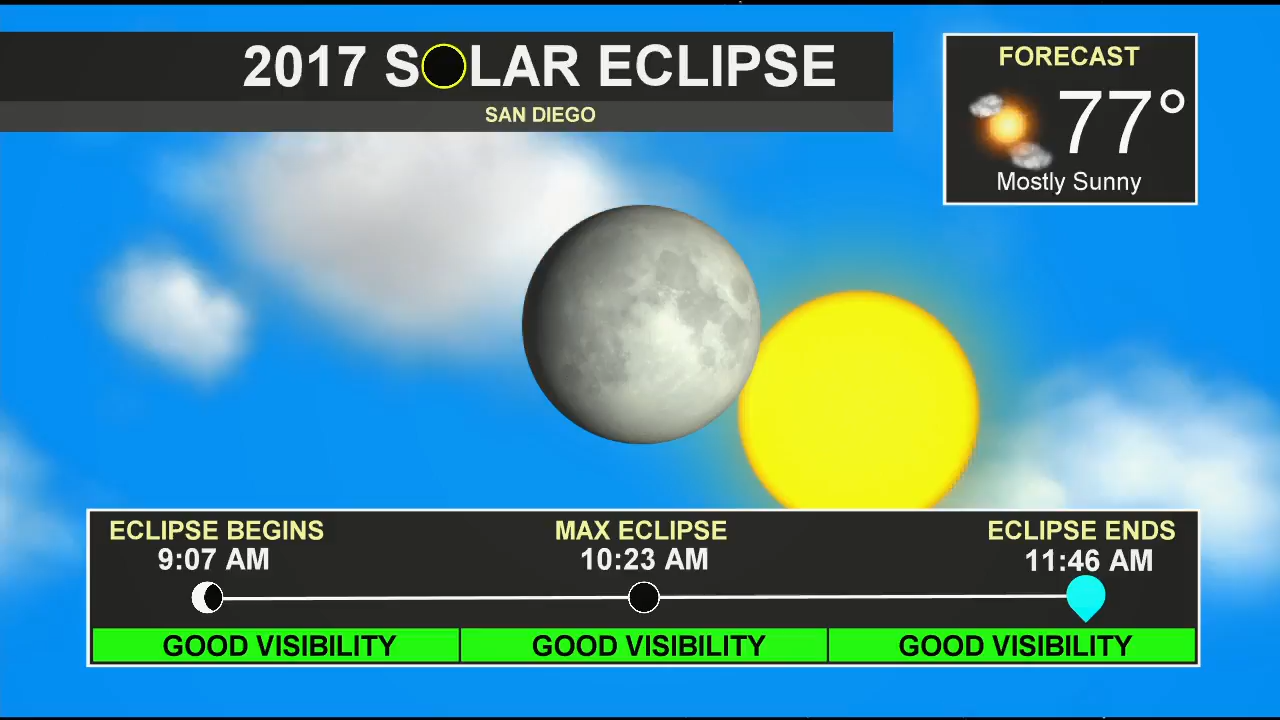 2017 SOLAR ECLIPSE
SAN DIEGO
FORECAST
77°
Mostly Sunny
ECLIPSE BEGINS
9:07 AM
MAX ECLIPSE
10:23 AM
ECLIPSE ENDS
11:46 AM
GOOD VISIBILITY
GOOD VISIBILITY
GOOD VISIBILITY